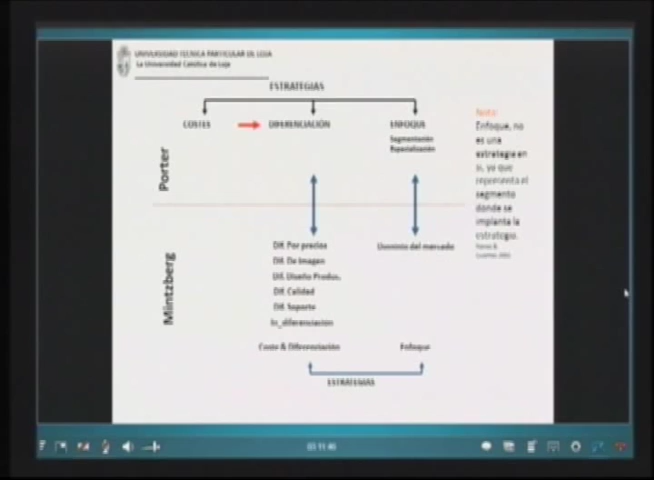 UNIVERSIDAD TECNICA PARTICULAR DE LOJA
La Universidad Católica de Loja
ESTRATEGIAS
COSTES
DIFERENCIACIÓN
ENFOQUE
Segmentación
Especialización
Porter
Nota:
Enfoque, no
es una
estrategia en
si, ya que
representa el
segmento
donde se
implanta la
estrategia.
Mintzberg
Dif. Por precios
Dif. De Imagen
Dif. Diseño Produc.
Dif. Calidad
Dif. Soporte
In_diferenciacion
Dominio del mercado
Coste & Diferenciación
Enfoque
ESTRATEGIAS